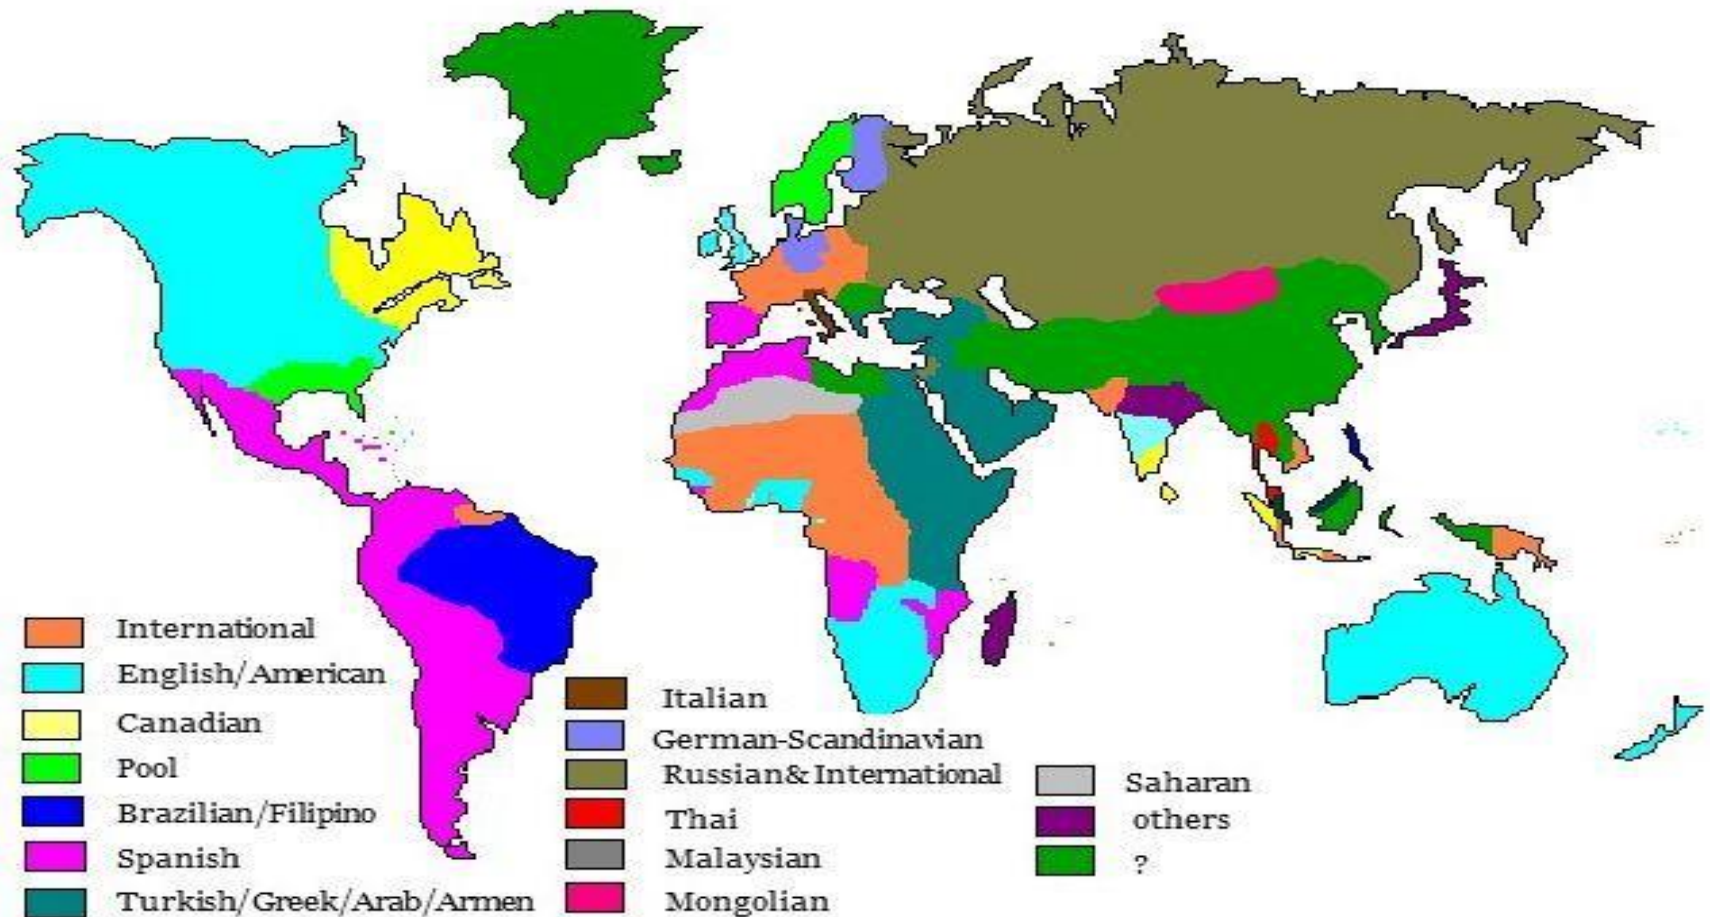 International
English/American
Canadian
Pool
Brazilian/Filipino
Spanish
Turkish/Greek/Arab/Armen
Italian
German-Scandinavian
Russian&International
Thai
Malaysian
Mongolian
Saharan
others
?